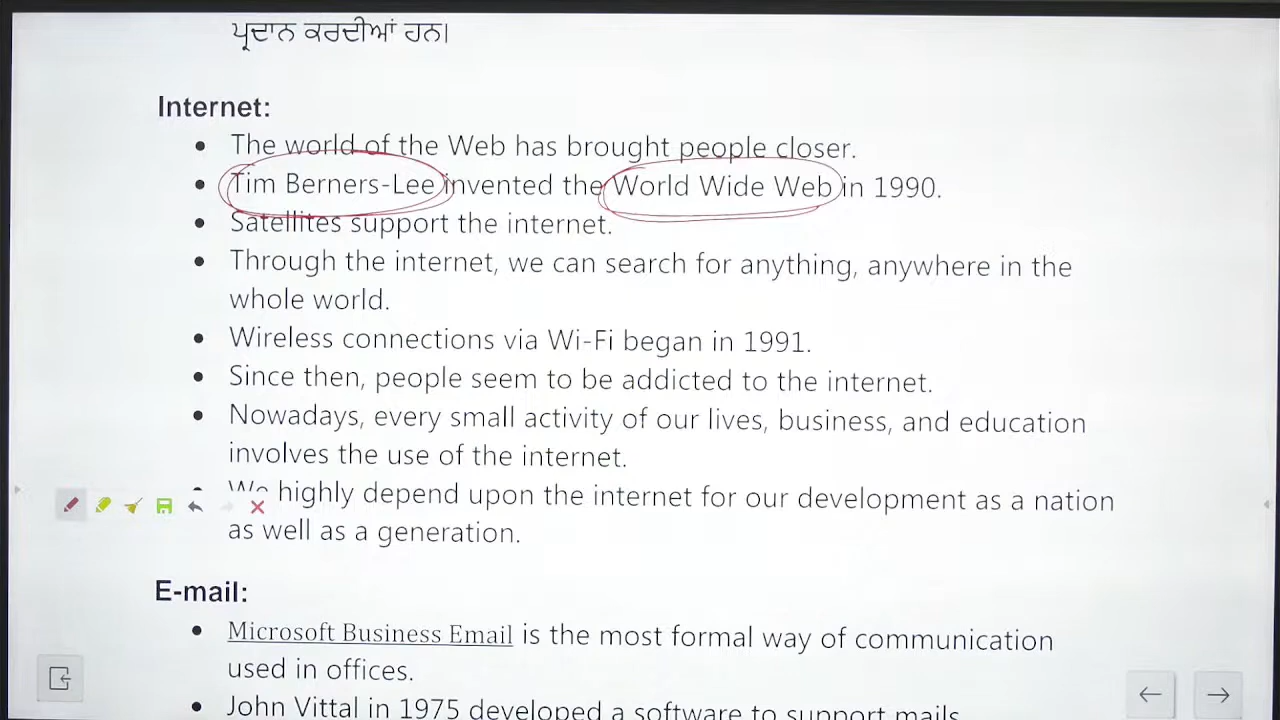 ਪ੍ਰਦਾਨ ਕਰਦੀਆਂ ਹਨ।
Internet:
• The world of the Web has brought people closer.
• Tim Berners-Lee invented the World Wide Web in 1990.
• Satellites support the internet.
• Through the internet, we can search for anything, anywhere in the
whole world.
• Wireless connections via Wi-Fi began in 1991.
• Since then, people seem to be addicted to the internet.
• Nowadays, every small activity of our lives, business, and education
involves the use of the internet.
• We highly depend upon the internet for our development as a nation
as well as a generation.
E-mail:
• Microsoft Business Email is the most formal way of communication
used in offices.
• John Vittal in 1975 developed a software to support mails.